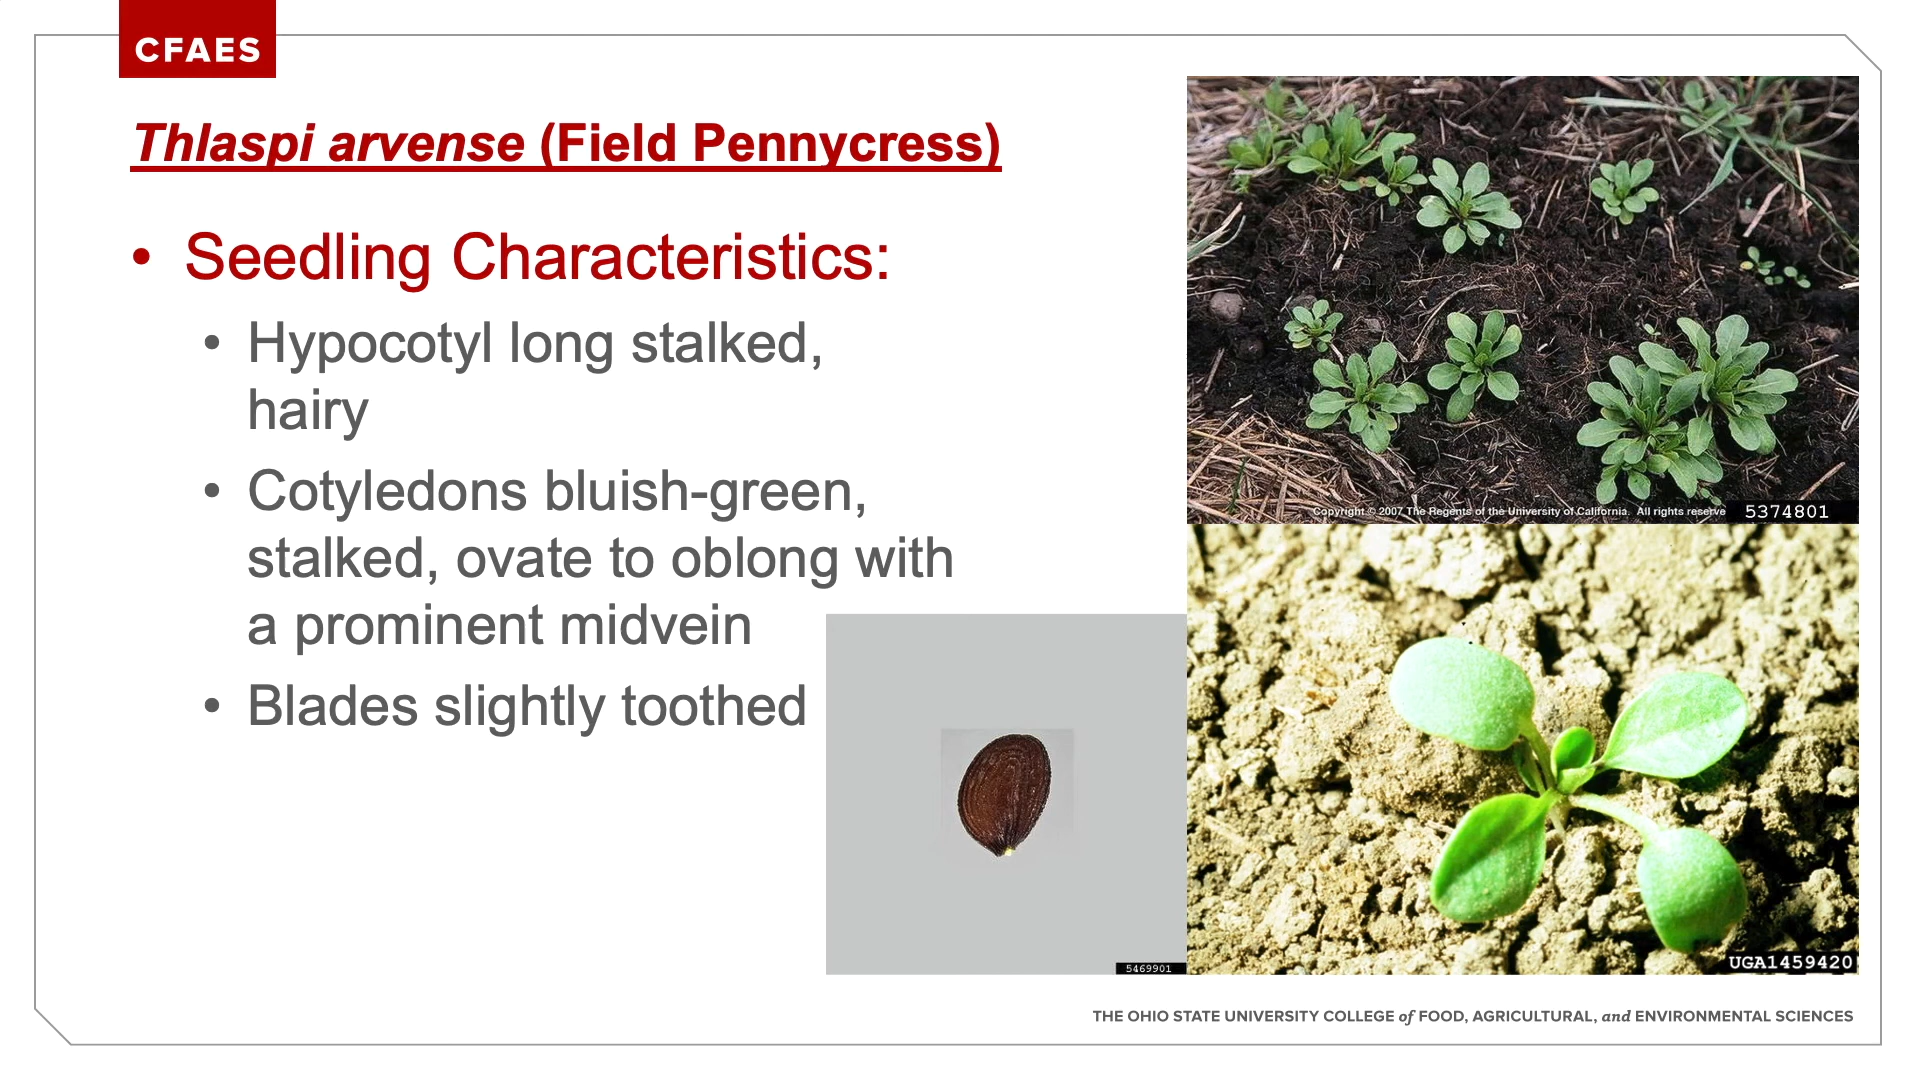 CFAES
Thlaspi arvense (Field Pennycress)
• Seedling Characteristics:
• Hypocotyl long stalked,
hairy
• Cotyledons bluish-green,
stalked, ovate to oblong with
a prominent midvein
• Blades slightly toothed
Copyright © 2007 The Regents of the University of California. All rights reserve
5374801
5469901
UGA1459420
THE OHIO STATE UNIVERSITY COLLEGE of FOOD, AGRICULTURAL, and ENVIRONMENTAL SCIENCES